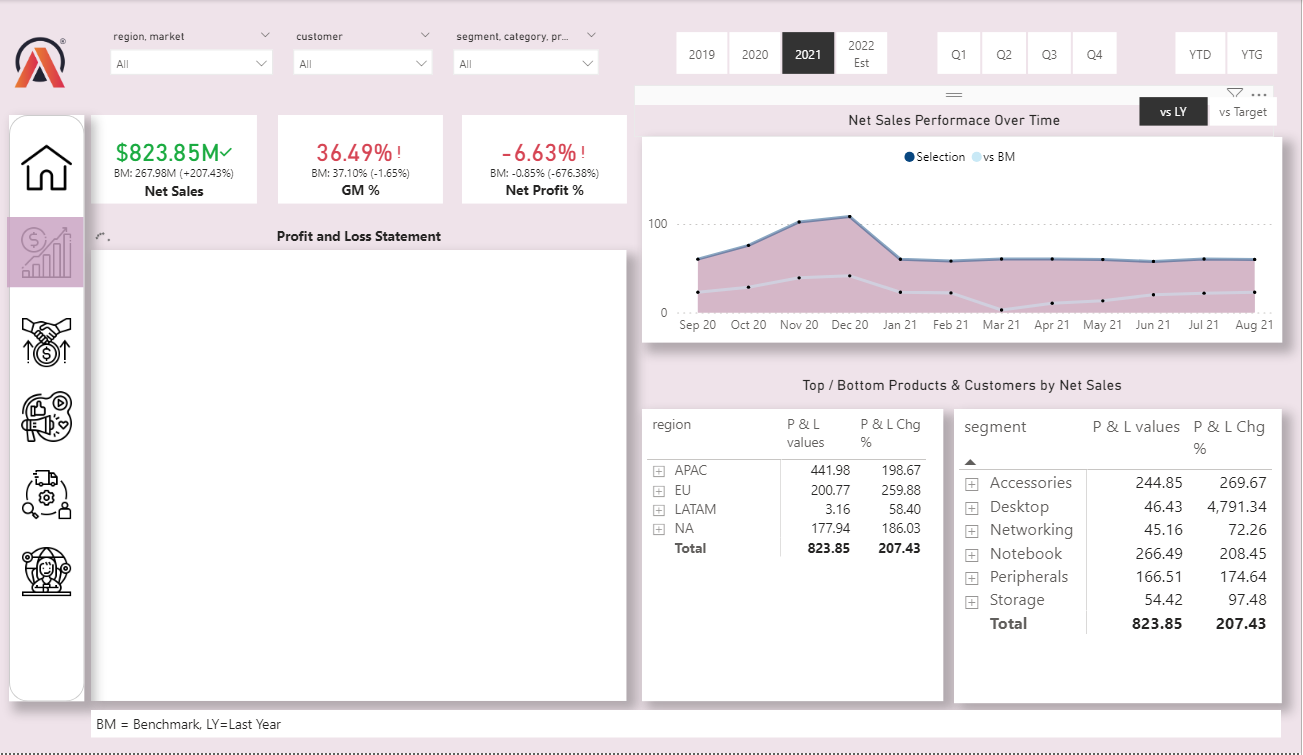 region, market
customer
segment, category, pr...
All
All
All
2019
2020
2021
2022
Est
Q1
Q2
Q3
Q4
YTD
YTG
vs LY
vs Target
$823.85M
BM: 267.98M (+207.43%)
Net Sales
36.49%!
BM: 37.10% (-1.65%)
GM %
-6.63%!
BM: -0.85% (-676.38%)
Net Profit %
Net Sales Performace Over Time
Selection
vs BM
100
0
Sep 20
Oct 20
Nov 20
Dec 20
Jan 21
Feb 21
Mar 21
Apr 21
May 21
Jun 21
Jul 21
Aug 21
Profit and Loss Statement
Top / Bottom Products & Customers by Net Sales
region P & L values P & L Chg %
APAC 441.98 198.67
EU 200.77 259.88
LATAM 3.16 58.40
NA 177.94 186.03
Total 823.85 207.43
segment P & L values P & L Chg %
Accessories 244.85 269.67
Desktop 46.43 4,791.34
Networking 45.16 72.26
Notebook 266.49 208.45
Peripherals 166.51 174.64
Storage 54.42 97.48
Total 823.85 207.43
BM = Benchmark, LY=Last Year